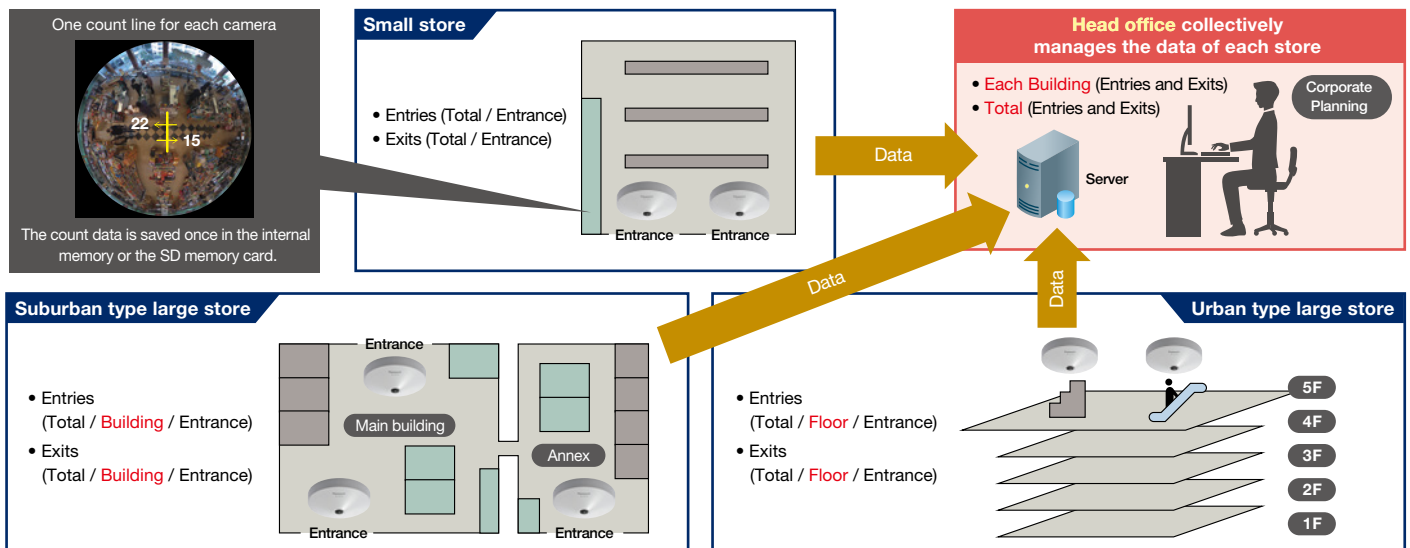 One count line for each camera
22
15
The count data is saved once in the internal
memory or the SD memory card.
Small store
• Entries (Total / Entrance)
• Exits (Total / Entrance)
Entrance
Entrance
Data
Head office collectively
manages the data of each store
• Each Building (Entries and Exits)
• Total (Entries and Exits)
Corporate
Planning
Server
Data
Data
Suburban type large store
• Entries
(Total / Building / Entrance)
• Exits
(Total / Building / Entrance)
Entrance
Main building
Annex
Entrance
Entrance
Urban type large store
• Entries
(Total / Floor / Entrance)
• Exits
(Total / Floor / Entrance)
5F
4F
3F
2F
1F